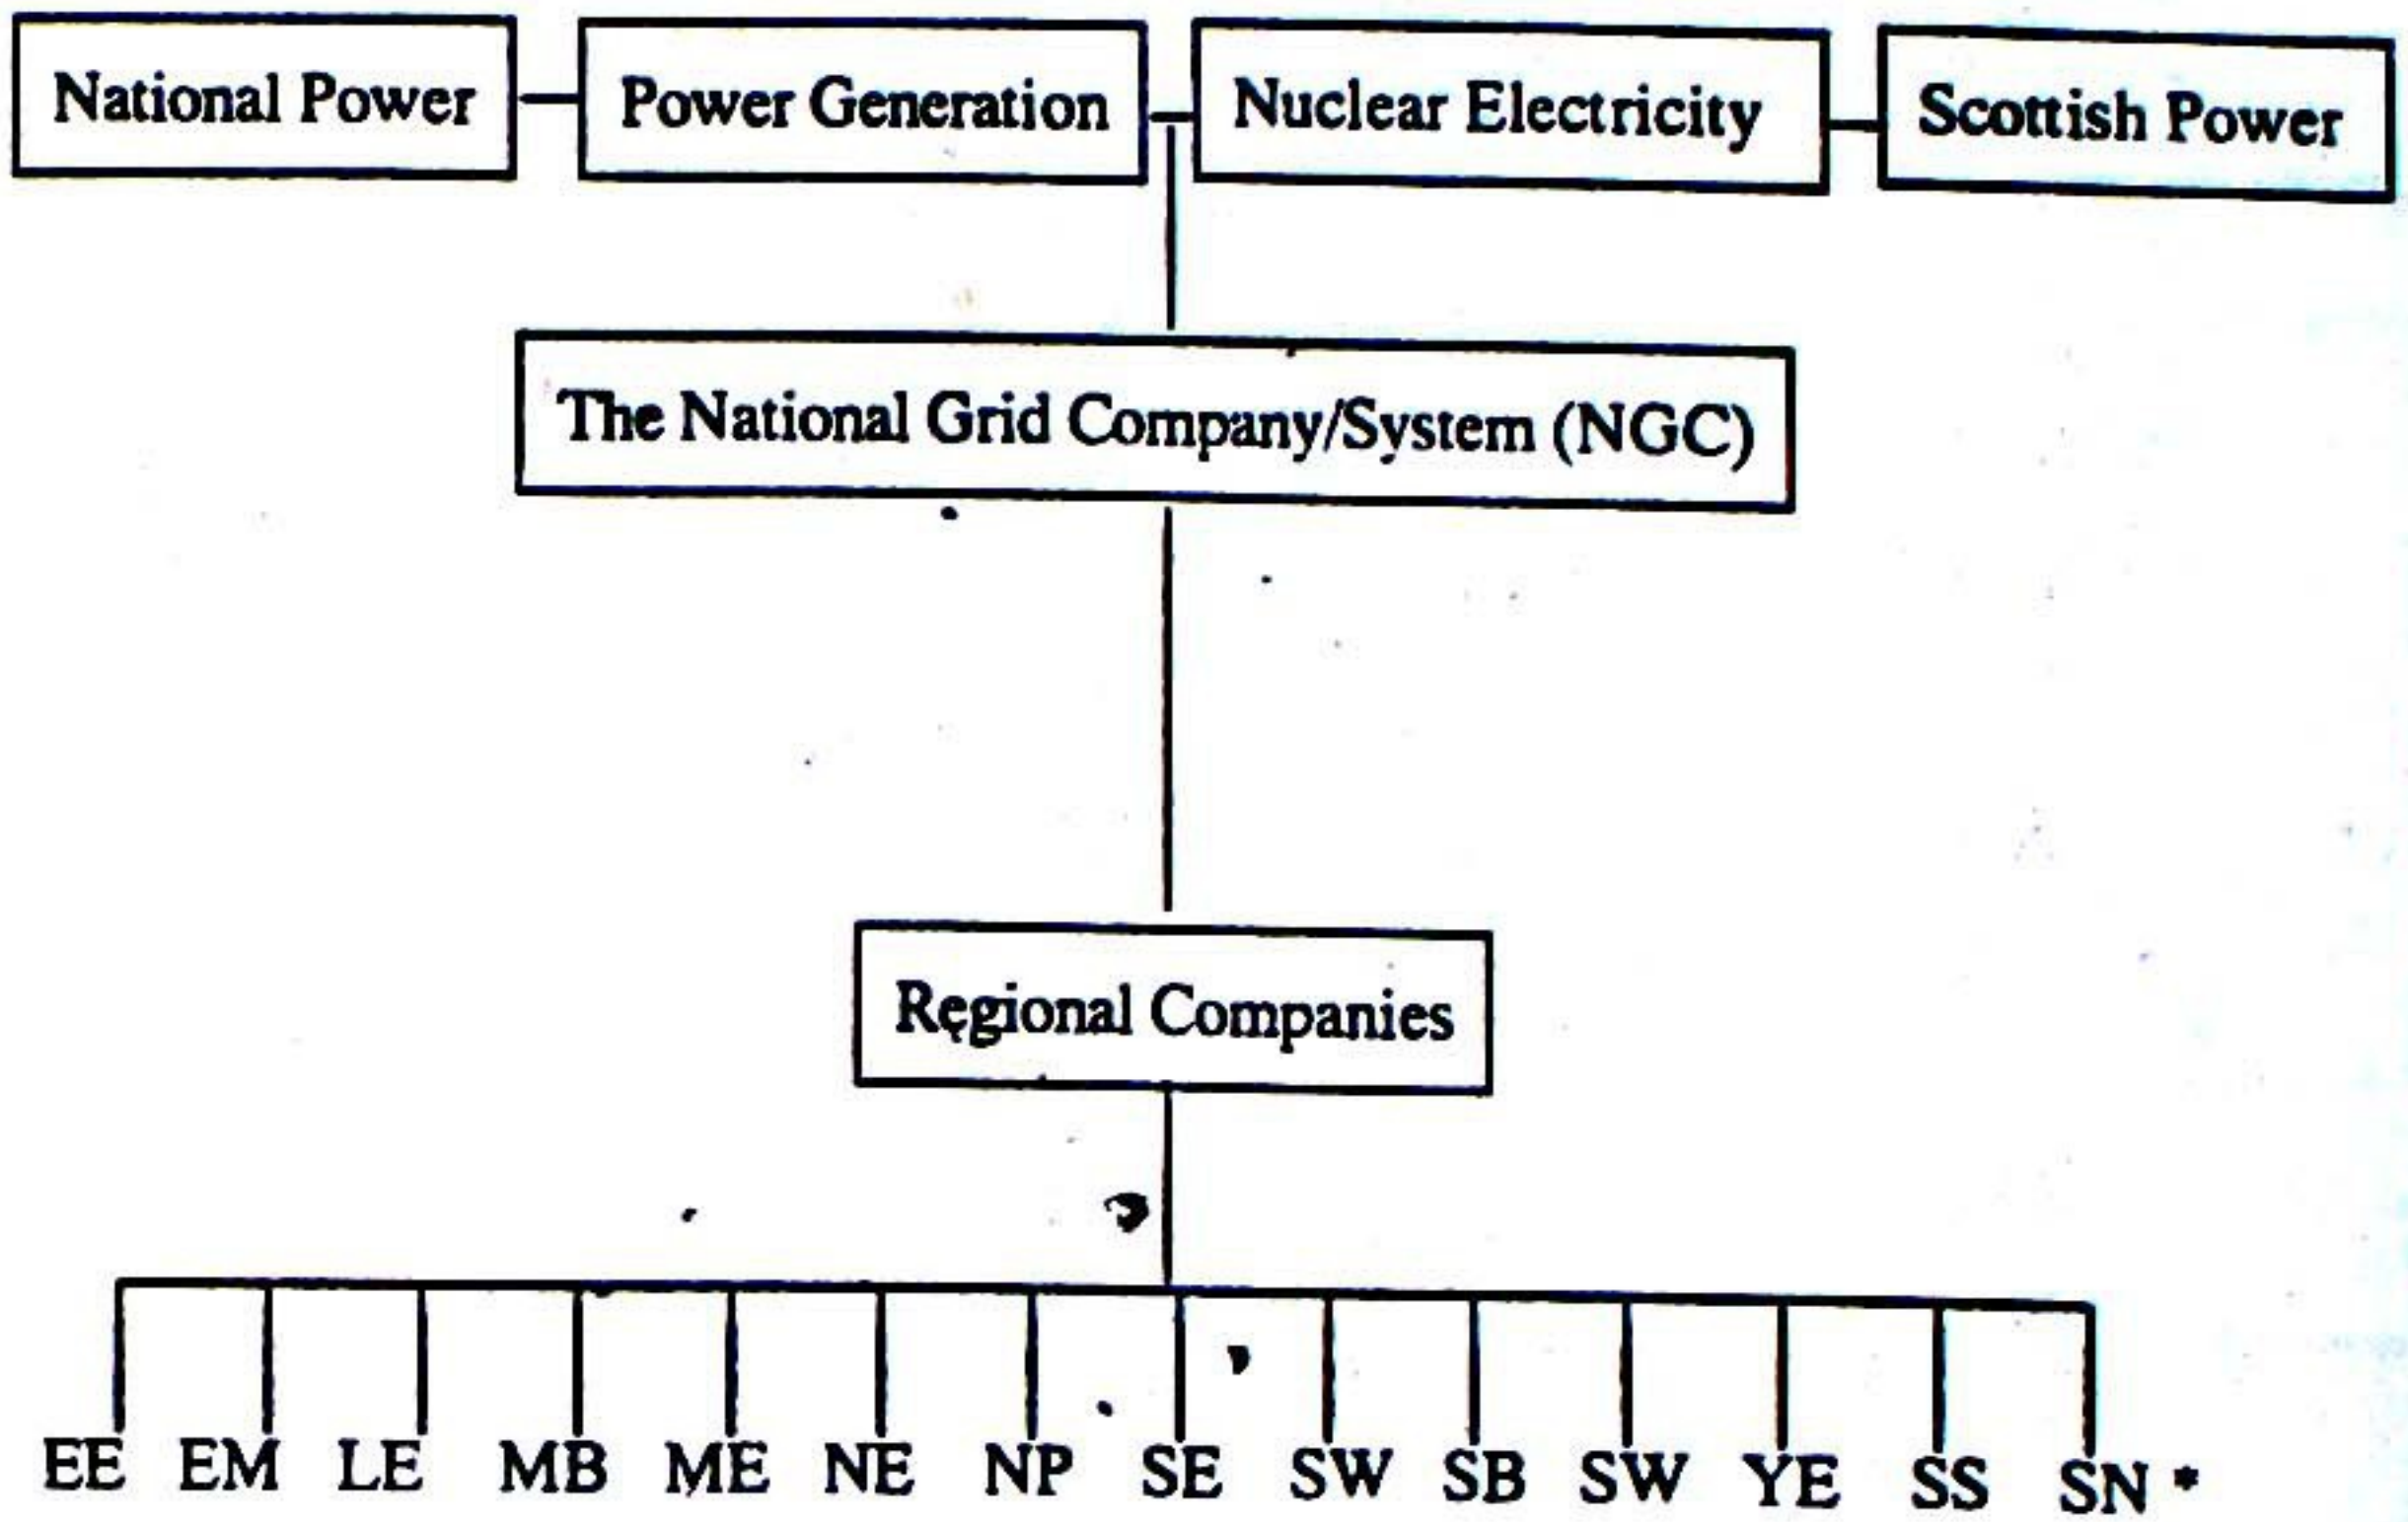 National Power Power Generation Nuclear Electricity Scottish Power
The National Grid Company/System (NGC)
Regional Companies
EE EM LE MB ME NE NP SE SW SB SW YE SS SN *